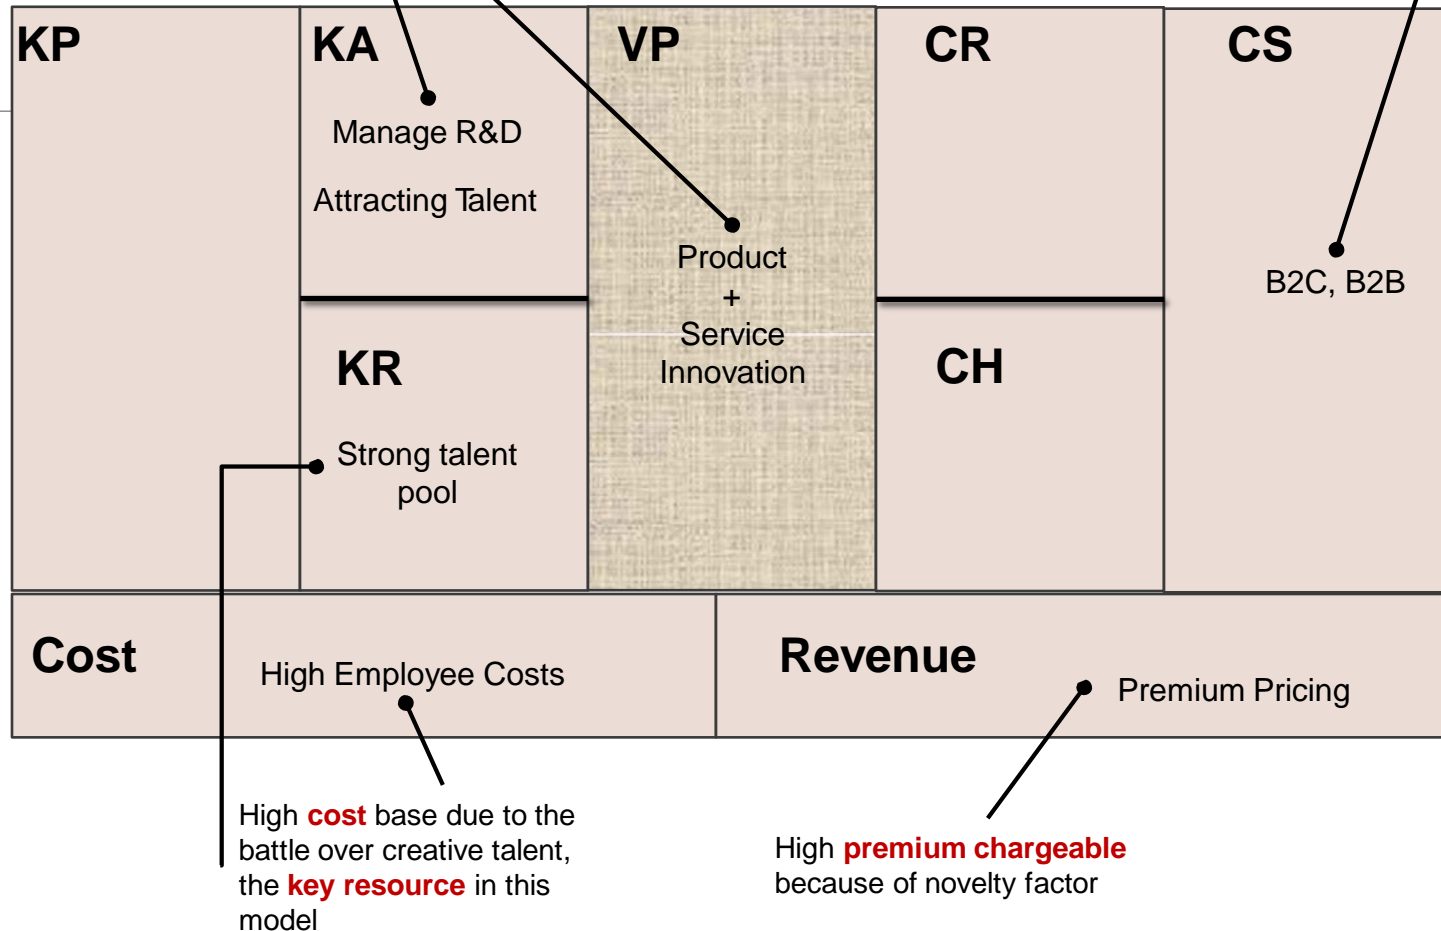 KP
KA
Manage R&D
Attracting Talent
VP
Product
+
Service
Innovation
CR
CS
B2C, B2B
KR
Strong talent
pool
CH
Cost
High Employee Costs
Revenue
Premium Pricing
High cost base due to the
battle over creative talent,
the key resource in this
model
High premium chargeable
because of novelty factor